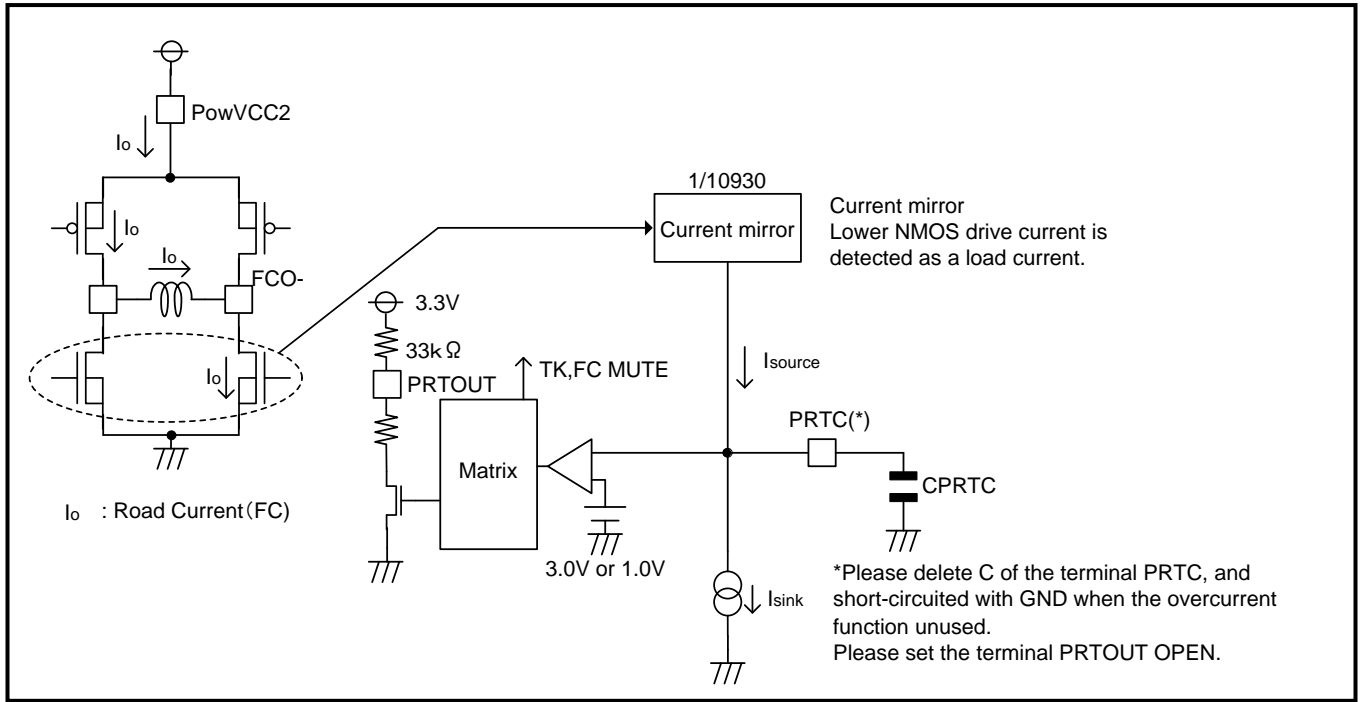 PowVCC2
Io
Io
Io
FCO-
Io
Io : Road Current(FC)
3.3V
33kΩ
PRTOUT
TK,FC MUTE
Matrix
3.0V or 1.0V
1/10930
Current mirror
Current mirror
Lower NMOS drive current is
detected as a load current.
Isource
PRTC(*)
CPRTC
Isink
*Please delete C of the terminal PRTC, and
short-circuited with GND when the overcurrent
function unused.
Please set the terminal PRTOUT OPEN.